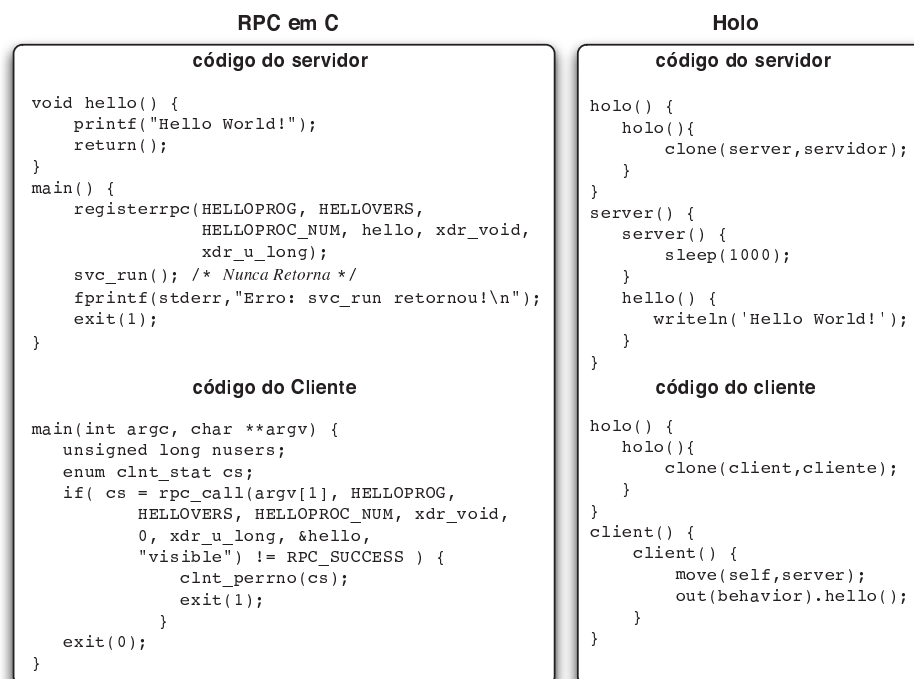 RPC em C
código do servidor
void hello() {
printf("Hello World!");
return();
}
main() {
registerrpc(HELLOPROG, HELLOVERS,
HELLOPROC_NUM, hello, xdr_void,
xdr_u_long);
svc_run(); /* Nunca Retorna */
fprintf(stderr,"Erro: svc_run retornou!\n");
exit(1);
}
código do Cliente
main(int argc, char **argv) {
unsigned long nusers;
enum clnt_stat cs;
if( cs = rpc_call(argv[1], HELLOPROG,
HELLOVERS, HELLOPROC_NUM, xdr_void,
0, xdr_u_long, &hello,
"visible") != RPC_SUCCESS ) {
clnt_perrno(cs);
exit(1);
}
exit(0);
}
Holo
código do servidor
holo() {
holo(){
clone(server,servidor);
}
}
server() {
server() {
sleep(1000);
}
hello() {
writeln('Hello World!');
}
}
código do cliente
holo() {
holo(){
clone(client,cliente);
}
}
client() {
client() {
move(self,server);
out(behavior).hello();
}
}